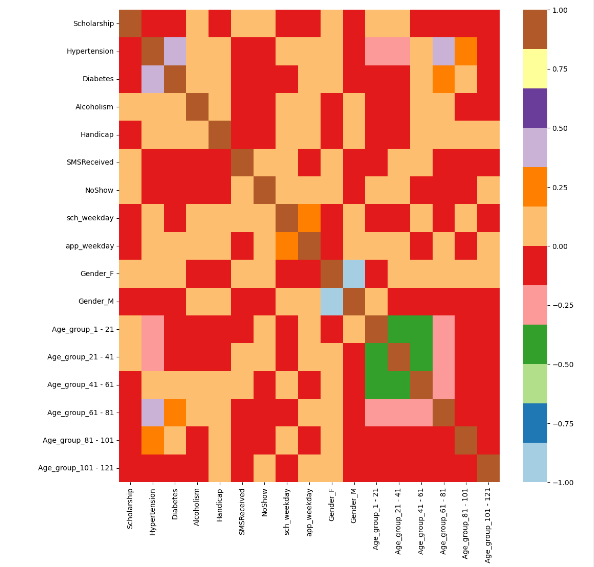 Scholarship
Hypertension
Diabetes
Alcoholism
Handicap
SMSReceived
NoShow
sch_weekday
app_weekday
Gender_F
Gender_M
Age_group_1 - 21
Age_group_21 - 41
Age_group_41 - 61
Age_group_61 - 81
Age_group_81 - 101
Age_group_101 - 121
Scholarship
Hypertension
Diabetes
Alcoholism
Handicap
SMSReceived
NoShow
sch_weekday
app_weekday
Gender_F
Gender_M
Age_group_1 - 21
Age_group_21 - 41
Age_group_41 - 61
Age_group_61 - 81
Age_group_81 - 101
Age_group_101 - 121
1.00
0.75
0.50
0.25
0.00
−0.25
−0.50
−0.75
−1.00